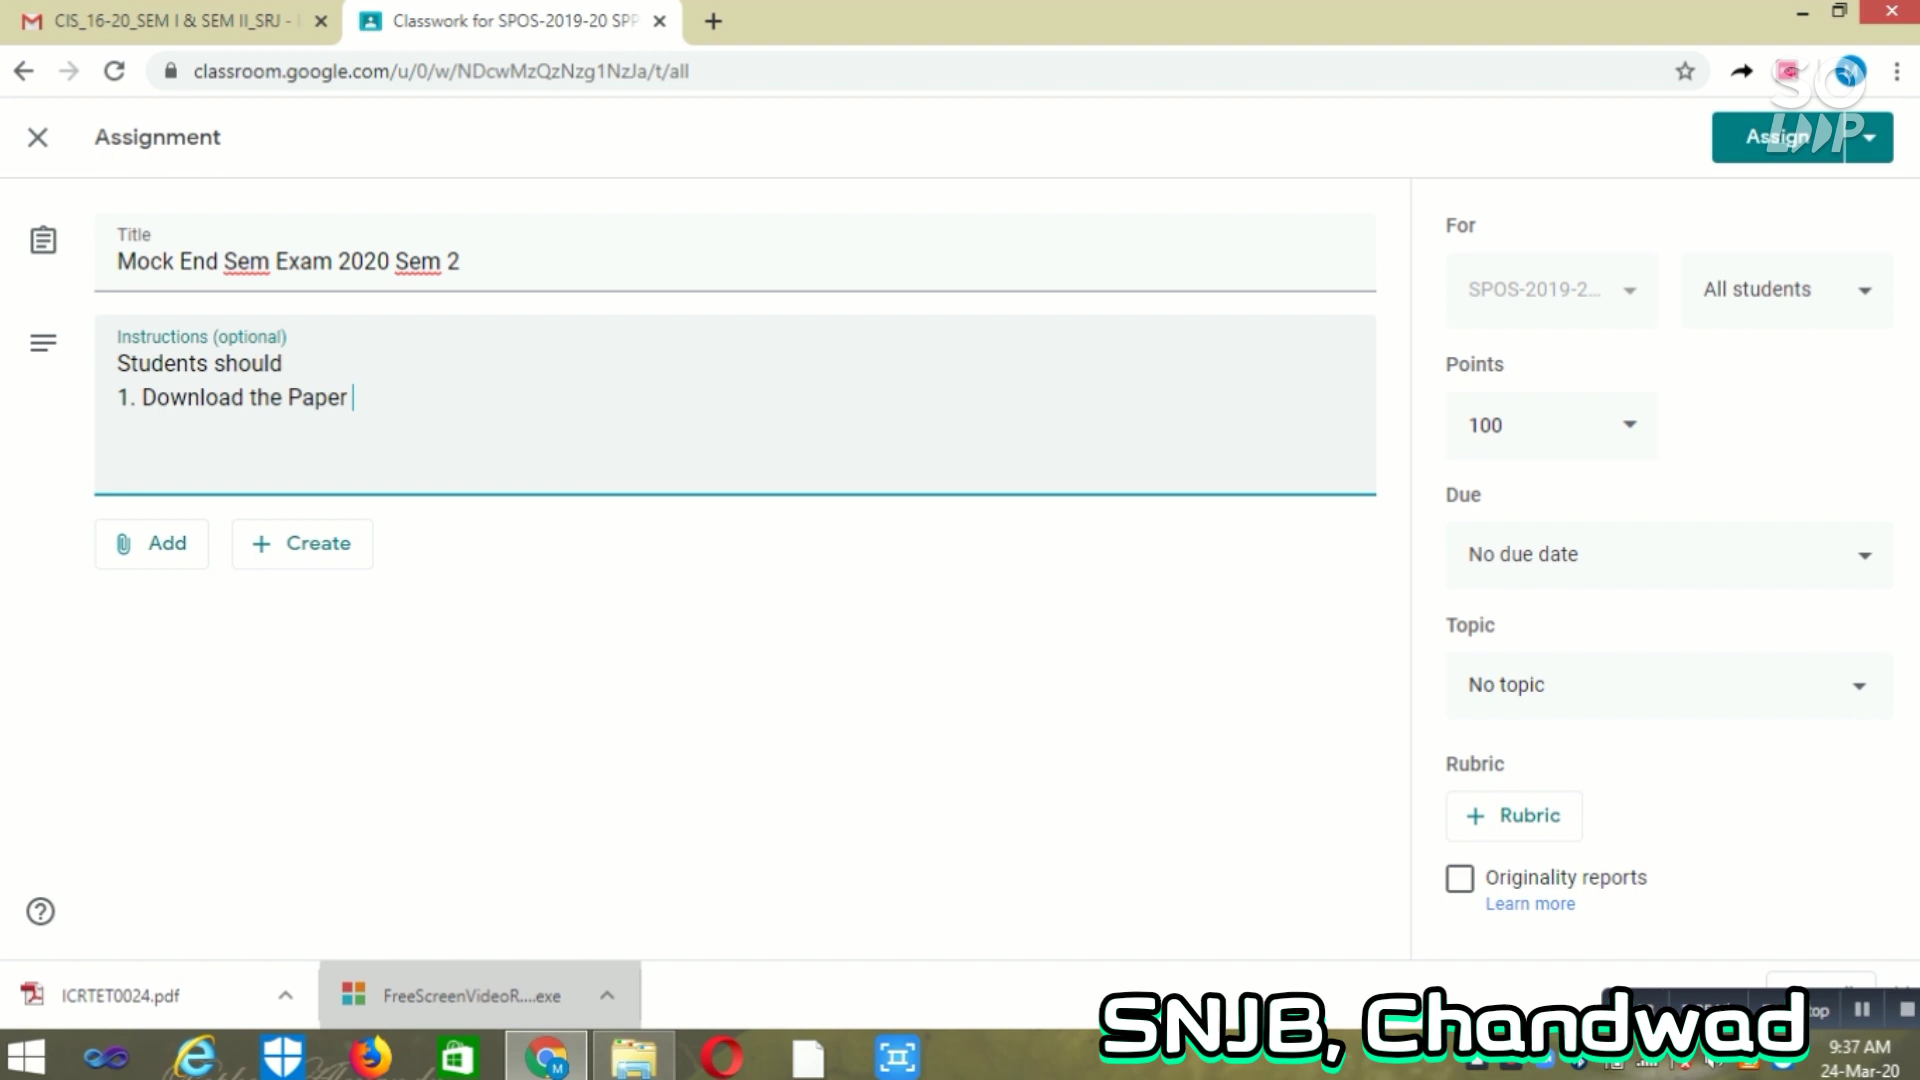 CIS_16-20_SEM I & SEM II_SRJ -
Classwork for SPOS-2019-20 SPP
classroom.google.com/u/0/w/NDcwMzQzNzg1NzJa/t/all
SO
LDDP
Assignment
Assign
Title
Mock End Sem Exam 2020 Sem 2
Instructions (optional)
Students should
1. Download the Paper
Add
Create
For
SPOS-2019-2...
All students
Points
100
Due
No due date
Topic
No topic
Rubric
Rubric
Originality reports
Learn more
ICRTET0024.pdf
FreeScreenVideoR....exe
SNJB, Chandwad
9:37 AM
24-Mar-20